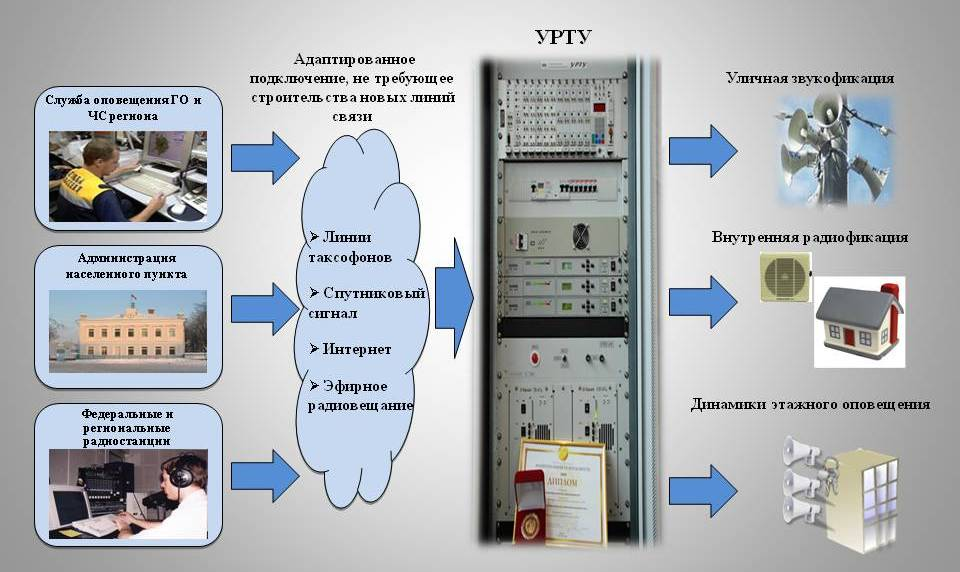 УРТУ
Адаптированное
подключение, не требующее
строительства новых линий
связи
Служба оповещения ГО и
ЧС региона
Администрация
населенного пункта
Федеральные и
региональные
радиостанции
➢ Линии
таксофонов
➢ Спутниковый
сигнал
➢ Интернет
➢ Эфирное
радиовещание
УРТУ
ДИПЛОМ
Уличная звукофикация
Внутренняя радиофикация
Динамики этажного оповещения